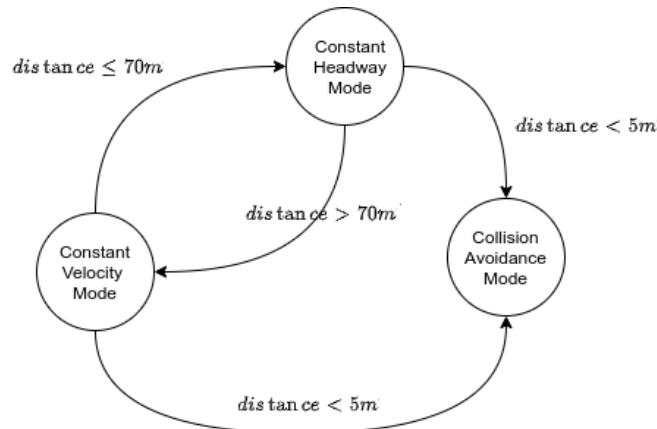 Constant
Headway
Mode
distance ≤ 70m
distance < 5m
distance > 70m
Constant
Velocity
Mode
Collision
Avoidance
Mode
distance < 5m